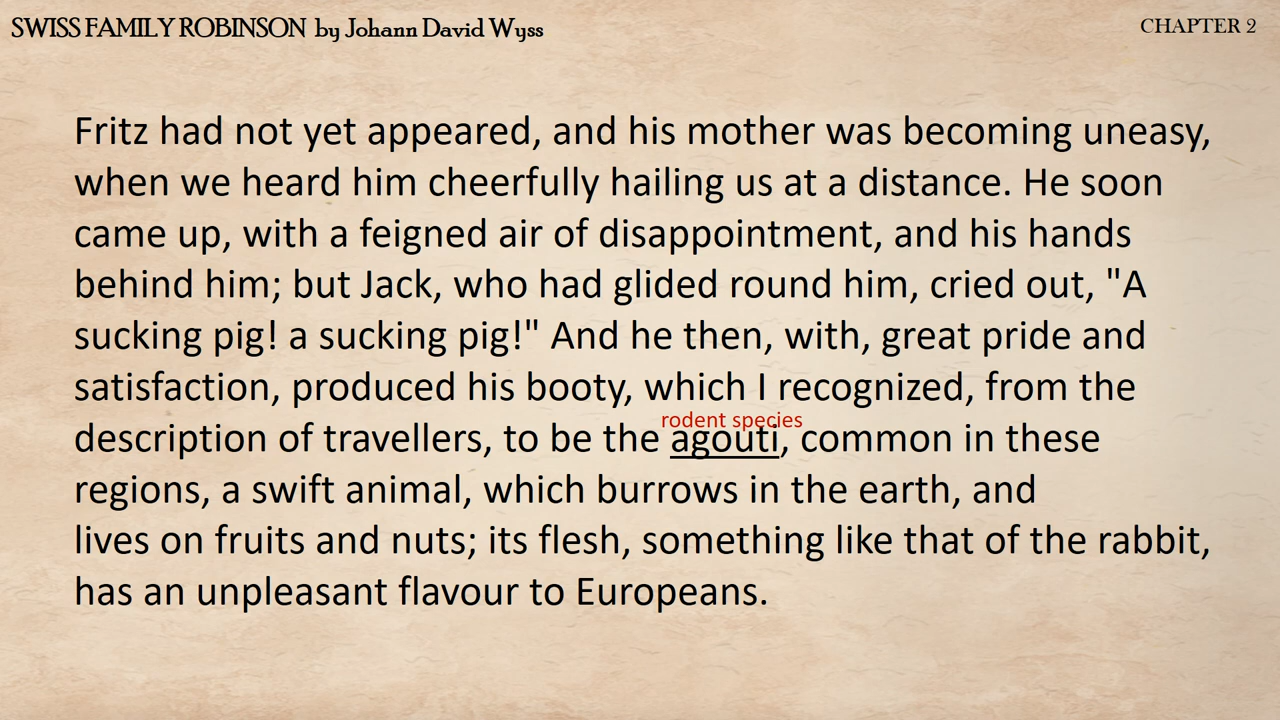 SWISS FAMILY ROBINSON by Johann David Wyss
CHAPTER 2
Fritz had not yet appeared, and his mother was becoming uneasy,
when we heard him cheerfully hailing us at a distance. He soon
came up, with a feigned air of disappointment, and his hands
behind him; but Jack, who had glided round him, cried out, "A
sucking pig! a sucking pig!" And he then, with, great pride and
satisfaction, produced his booty, which I recognized, from the
rodent species
description of travellers, to be the agouti, common in these
regions, a swift animal, which burrows in the earth, and
lives on fruits and nuts; its flesh, something like that of the rabbit,
has an unpleasant flavour to Europeans.